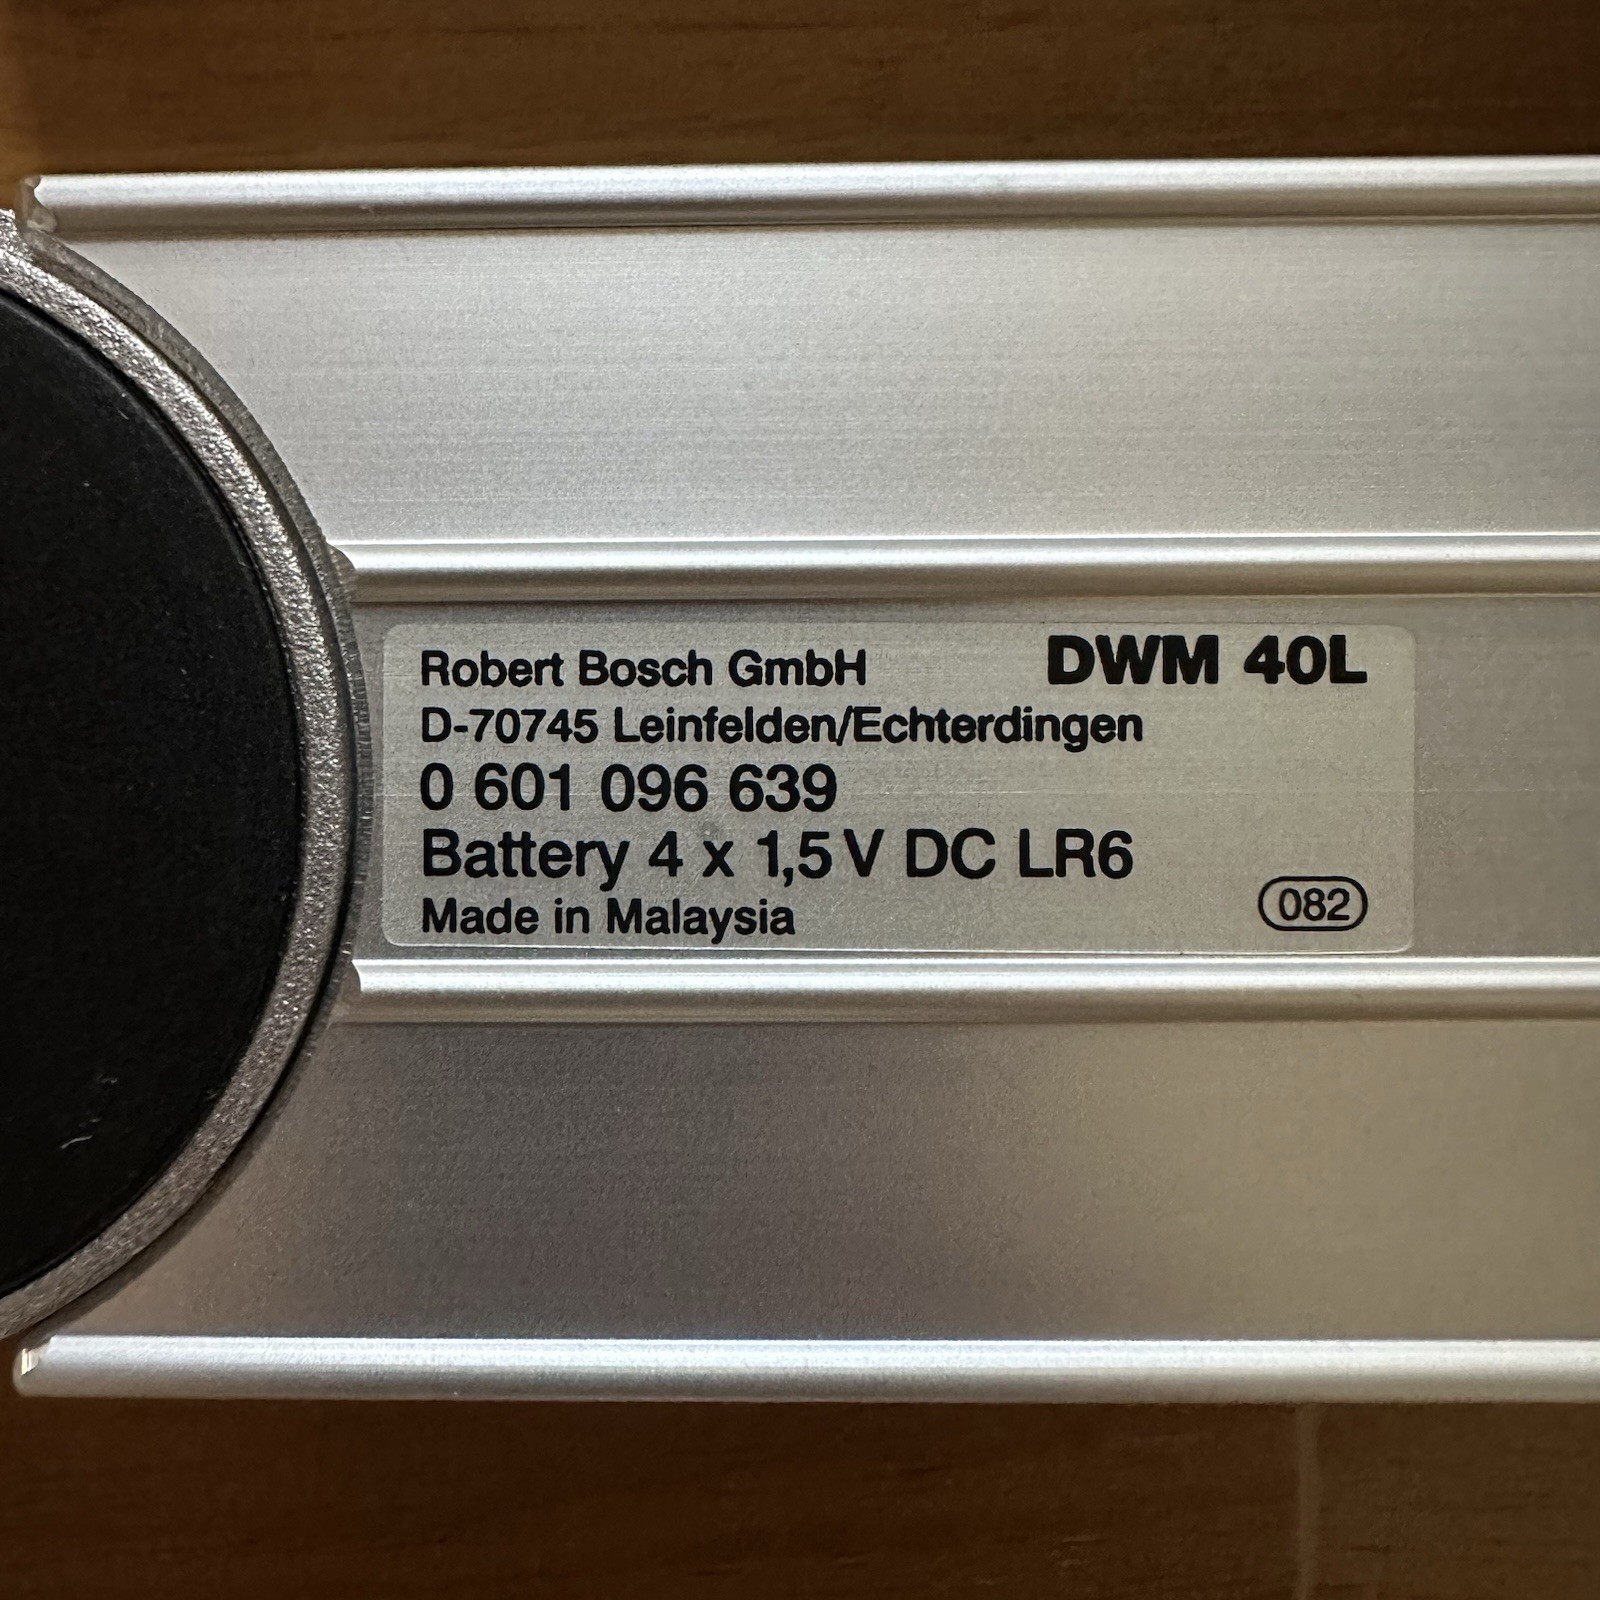 Robert Bosch GmbH DWM 40L
D-70745 Leinfelden/Echterdingen
0 601 096 639
Battery 4 x 1,5 V DC LR6
Made in Malaysia 082